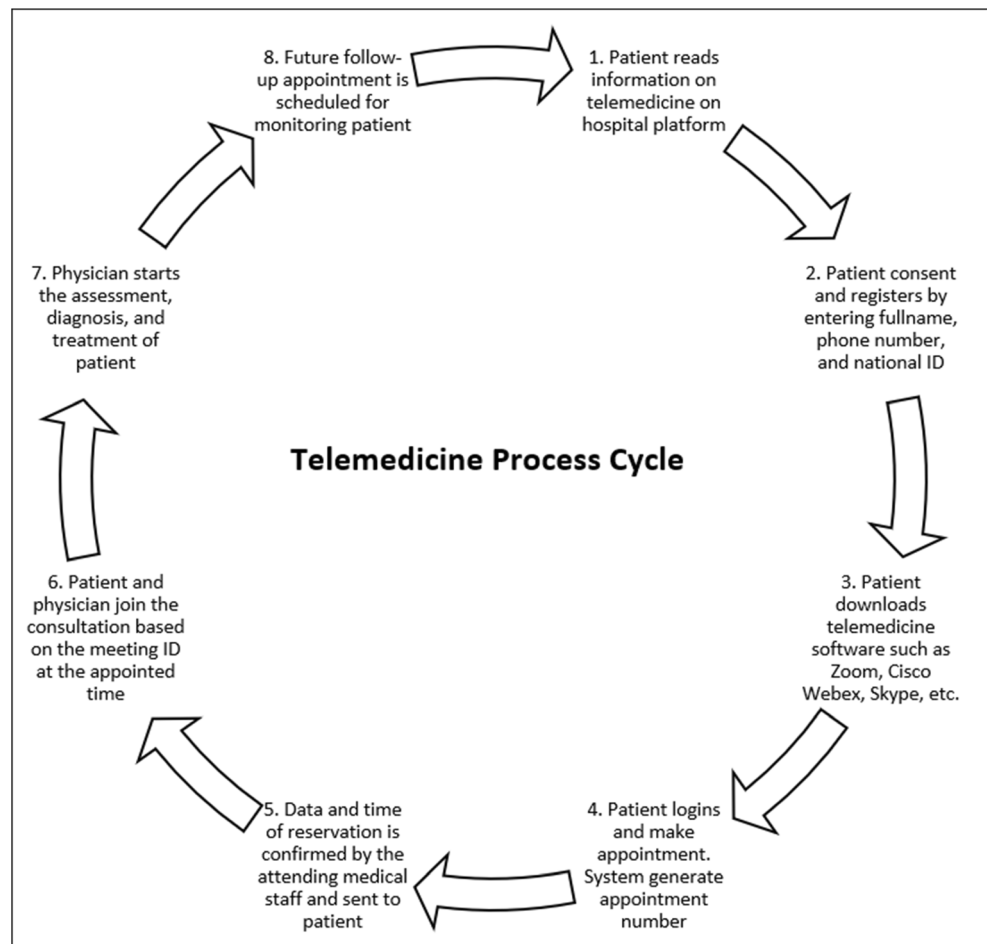 1. Patient reads
information on
telemedicine on
hospital platform
2. Patient consent
and registers by
entering fullname,
phone number,
and national ID
3. Patient
downloads
telemedicine
software such as
Zoom, Cisco
Webex, Skype, etc.
4. Patient logins
and make
appointment.
System generate
appointment
number
5. Data and time
of reservation is
confirmed by the
attending medical
staff and sent to
patient
6. Patient and
physician join the
consultation based
on the meeting ID
at the appointed
time
7. Physician starts
the assessment,
diagnosis, and
treatment of
patient
8. Future follow-
up appointment is
scheduled for
monitoring patient
Telemedicine Process Cycle